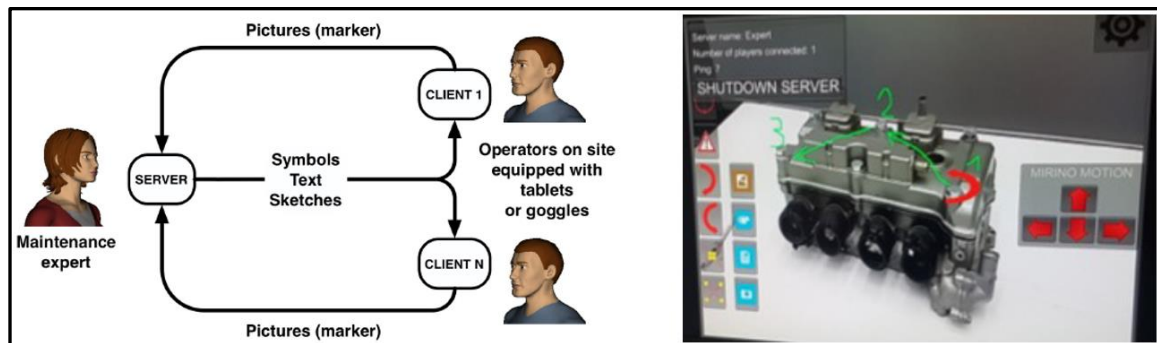 Pictures (marker)
CLIENT 1
SERVER
Symbols
Text
Sketches
Operators on site
equipped with
tablets
or goggles
Maintenance
expert
CLIENT N
Pictures (marker)
Server name: Expert
Number of players connected: 1
Ping ?
SHUTDOWN SERVER
2
3
1
MIRINO MOTION